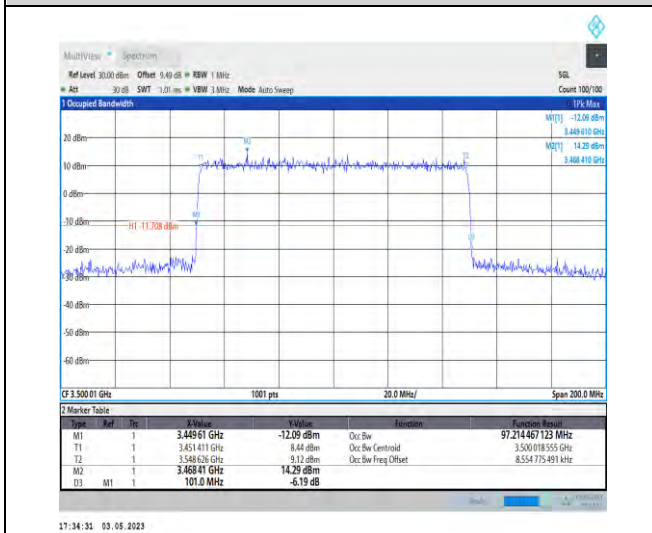 MultiView Spectrum
Ref Level 30.00 dBm Offset 9.49 dB RBW 1 MHz SGL
Att 30 dB SWT 1.01 ms VBW 3 MHz Mode Auto Sweep Count 100/100
1 Occupied Bandwidth 1Pk Max
M1[1] -12.09 dBm
3.449 610 GHz
M2[1] 14.29 dBm
3.468 410 GHz
20 dBm
M2
T1
T2
10 dBm
0 dBm
M1
-10 dBm
H1 -11.708 dBm
D3
-20 dBm
-30 dBm
-40 dBm
-50 dBm
-60 dBm
CF 3.500 01 GHz 1001 pts 20.0 MHz/ Span 200.0 MHz
2 Marker Table
Type Ref Trc X-Value Y-Value Function Function Result
M1 1 3.449 61 GHz -12.09 dBm Occ Bw 97.214 467 123 MHz
T1 1 3.451 411 GHz 8.44 dBm Occ Bw Centroid 3.500 018 555 GHz
T2 1 3.548 626 GHz 9.12 dBm Occ Bw Freq Offset 8.554 775 491 kHz
M2 1 3.468 41 GHz 14.29 dBm
D3 M1 1 101.0 MHz -6.19 dB
17:34:31 03.05.2023